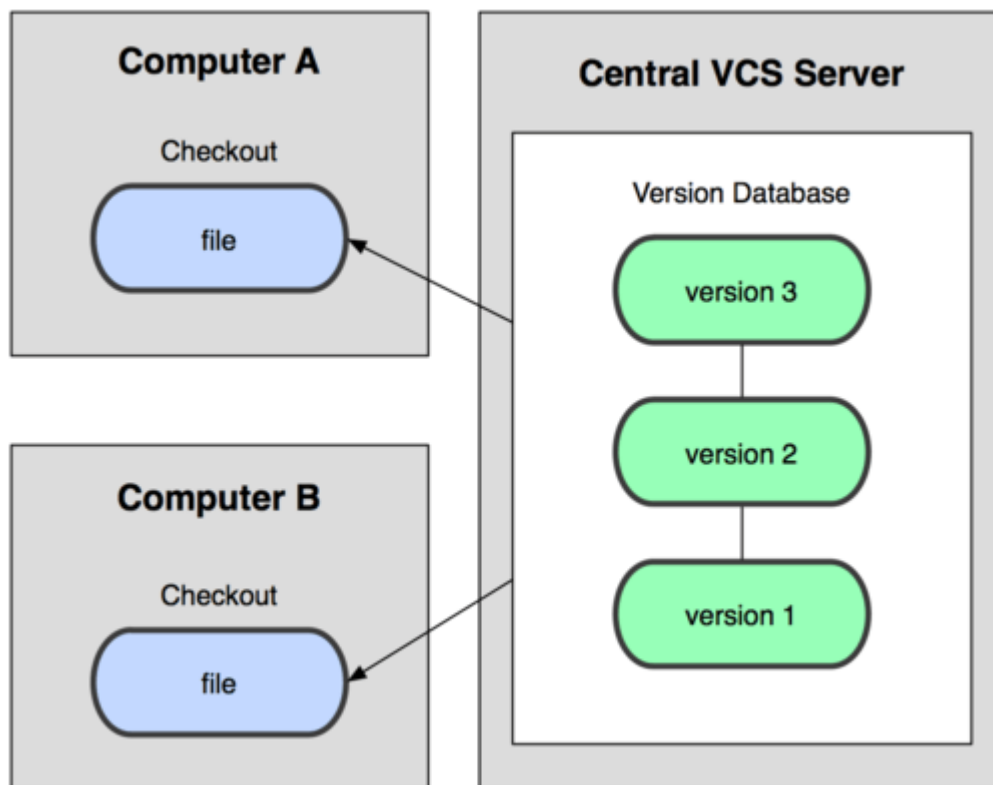 Computer A
Checkout
file
Computer B
Checkout
file
Central VCS Server
Version Database
version 3
version 2
version 1